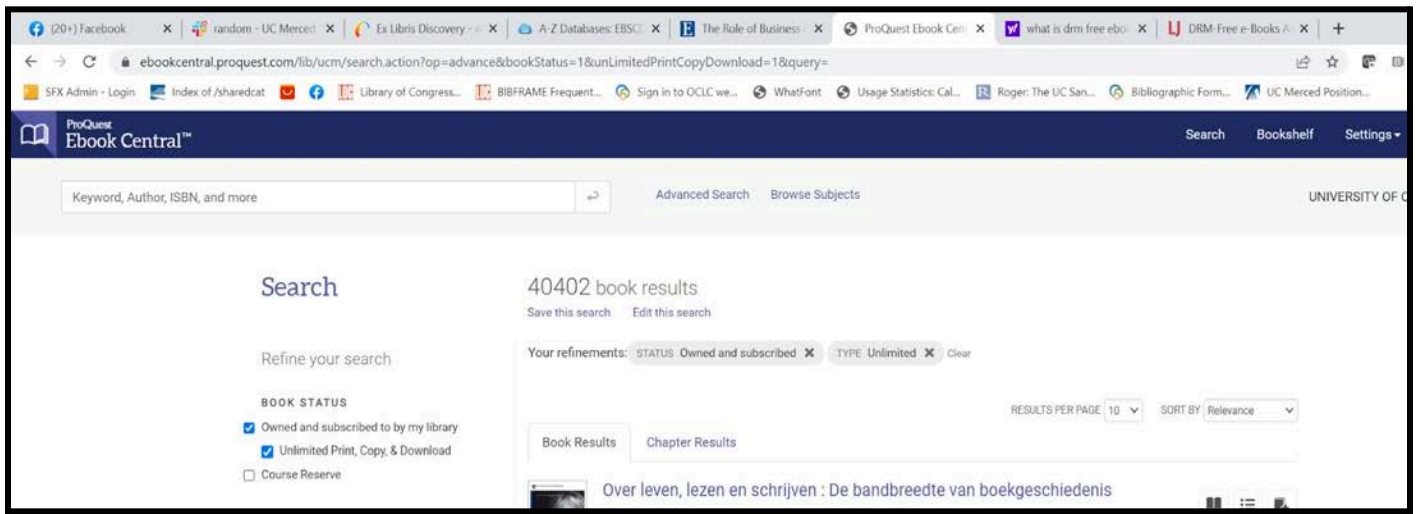 (20+) Facebook random - UC Merced Ex Libris Discovery - A-Z Databases: EBSC The Role of Business ProQuest Ebook Cen what is drm free ebo DRM-Free e-Books A
ebookcentral.proquest.com/lib/ucm/search.action?op=advance&bookStatus=1&unLimitedPrintCopyDownload=1&query=
SFX Admin - Login Index of /sharedcat Library of Congress... BIBFRAME Frequent... Sign in to OCLC we... WhatFont Usage Statistics: Cal... Roger: The UC San... Bibliographic Form... UC Merced Position...
ProQuest
Ebook Central™ Search Bookshelf Settings
Keyword, Author, ISBN, and more Advanced Search Browse Subjects UNIVERSITY OF C
Search 40402 book results
Save this search Edit this search
Refine your search Your refinements: STATUS Owned and subscribed TYPE Unlimited Clear
BOOK STATUS RESULTS PER PAGE 10 SORT BY Relevance
Owned and subscribed to by my library
Book Results Chapter Results
Unlimited Print, Copy, & Download
Course Reserve
Over leven, lezen en schrijven : De bandbreedte van boekgeschiedenis